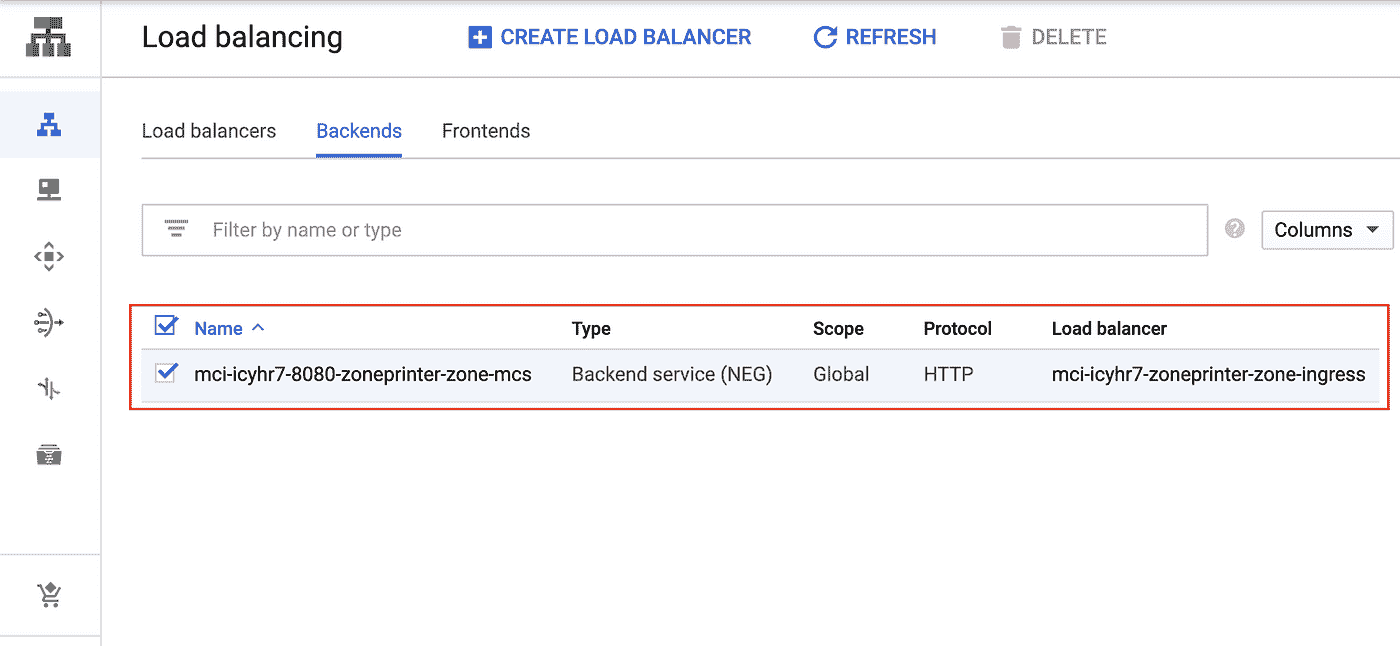 Load balancing CREATE LOAD BALANCER REFRESH DELETE
Load balancers Backends Frontends
Filter by name or type Columns
Name Type Scope Protocol Load balancer
mci-icyhr7-8080-zoneprinter-zone-mcs Backend service (NEG) Global HTTP mci-icyhr7-zoneprinter-zone-ingress